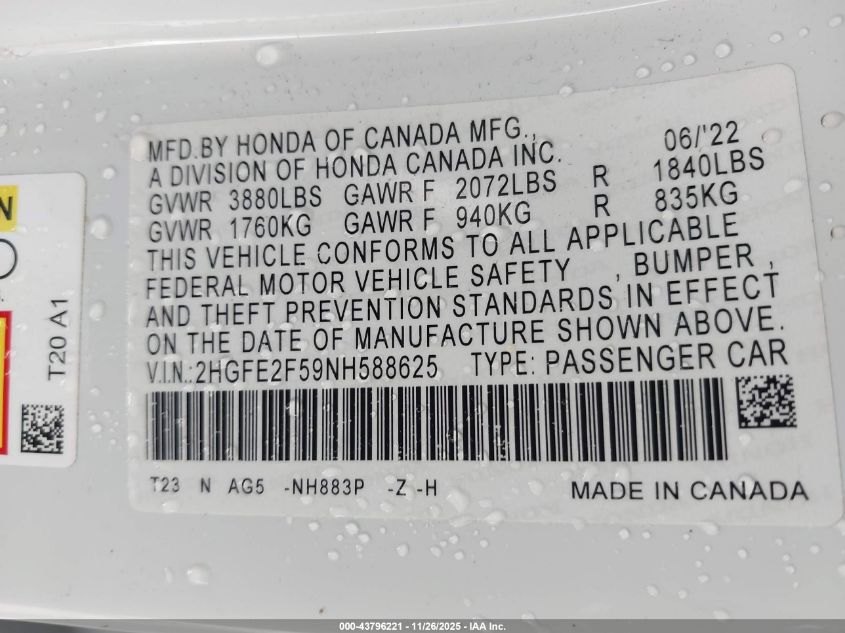 MFD.BY HONDA OF CANADA MFG., 06/'22
A DIVISION OF HONDA CANADA INC.
GVWR 3880LBS GAWR F 2072LBS R 1840LBS
GVWR 1760KG GAWR F 940KG R 835KG
THIS VEHICLE CONFORMS TO ALL APPLICABLE
FEDERAL MOTOR VEHICLE SAFETY , BUMPER ,
AND THEFT PREVENTION STANDARDS IN EFFECT
ON THE DATE OF MANUFACTURE SHOWN ABOVE.
V.I.N.:2HGFE2F59NH588625 TYPE: PASSENGER CAR
T23 N AG5 -NH883P -Z -H MADE IN CANADA
T20 A1
000-43796221 - 11/26/2025 - IAA Inc.